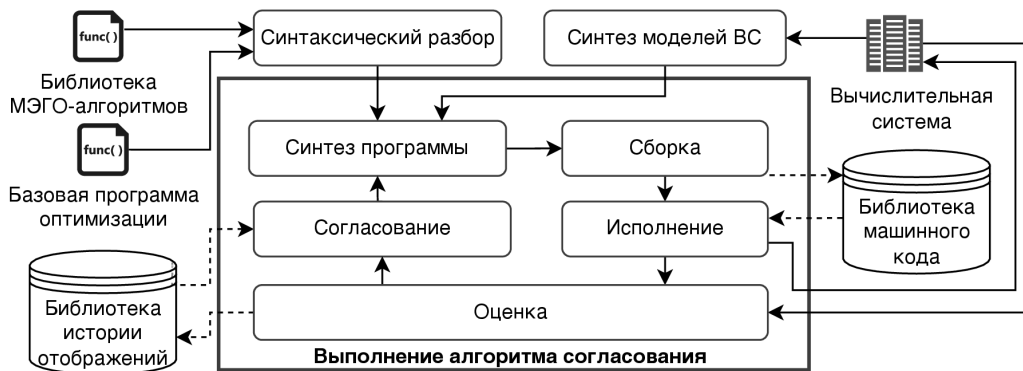 func( )
Библиотека
МЭГО-алгоритмов
func( )
Базовая программа
оптимизации
Синтаксический разбор
Синтез моделей ВС
Вычислительная
система
Синтез программы
Сборка
Согласование
Исполнение
Библиотека
машинного
кода
Библиотека
истории
отображений
Оценка
Выполнение алгоритма согласования